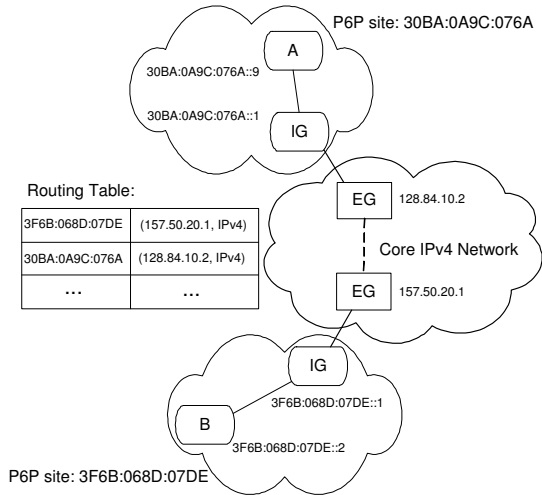 P6P site: 30BA:0A9C:076A
A
30BA:0A9C:076A::9
30BA:0A9C:076A::1
IG
Routing Table:
3F6B:068D:07DE (157.50.20.1, IPv4)
30BA:0A9C:076A (128.84.10.2, IPv4)
... ...
EG 128.84.10.2
Core IPv4 Network
EG 157.50.20.1
IG
3F6B:068D:07DE::1
B
3F6B:068D:07DE::2
P6P site: 3F6B:068D:07DE